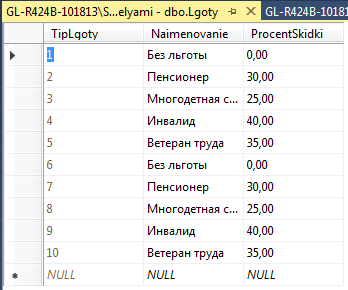 GL-R424B-101813\S...elyami - dbo.Lgoty GL-R424B-1018
TipLgoty Naimenovanie ProcentSkidki
1 Без льготы 0,00
2 Пенсионер 30,00
3 Многодетная с... 25,00
4 Инвалид 40,00
5 Ветеран труда 35,00
6 Без льготы 0,00
7 Пенсионер 30,00
8 Многодетная с... 25,00
9 Инвалид 40,00
10 Ветеран труда 35,00
NULL NULL NULL